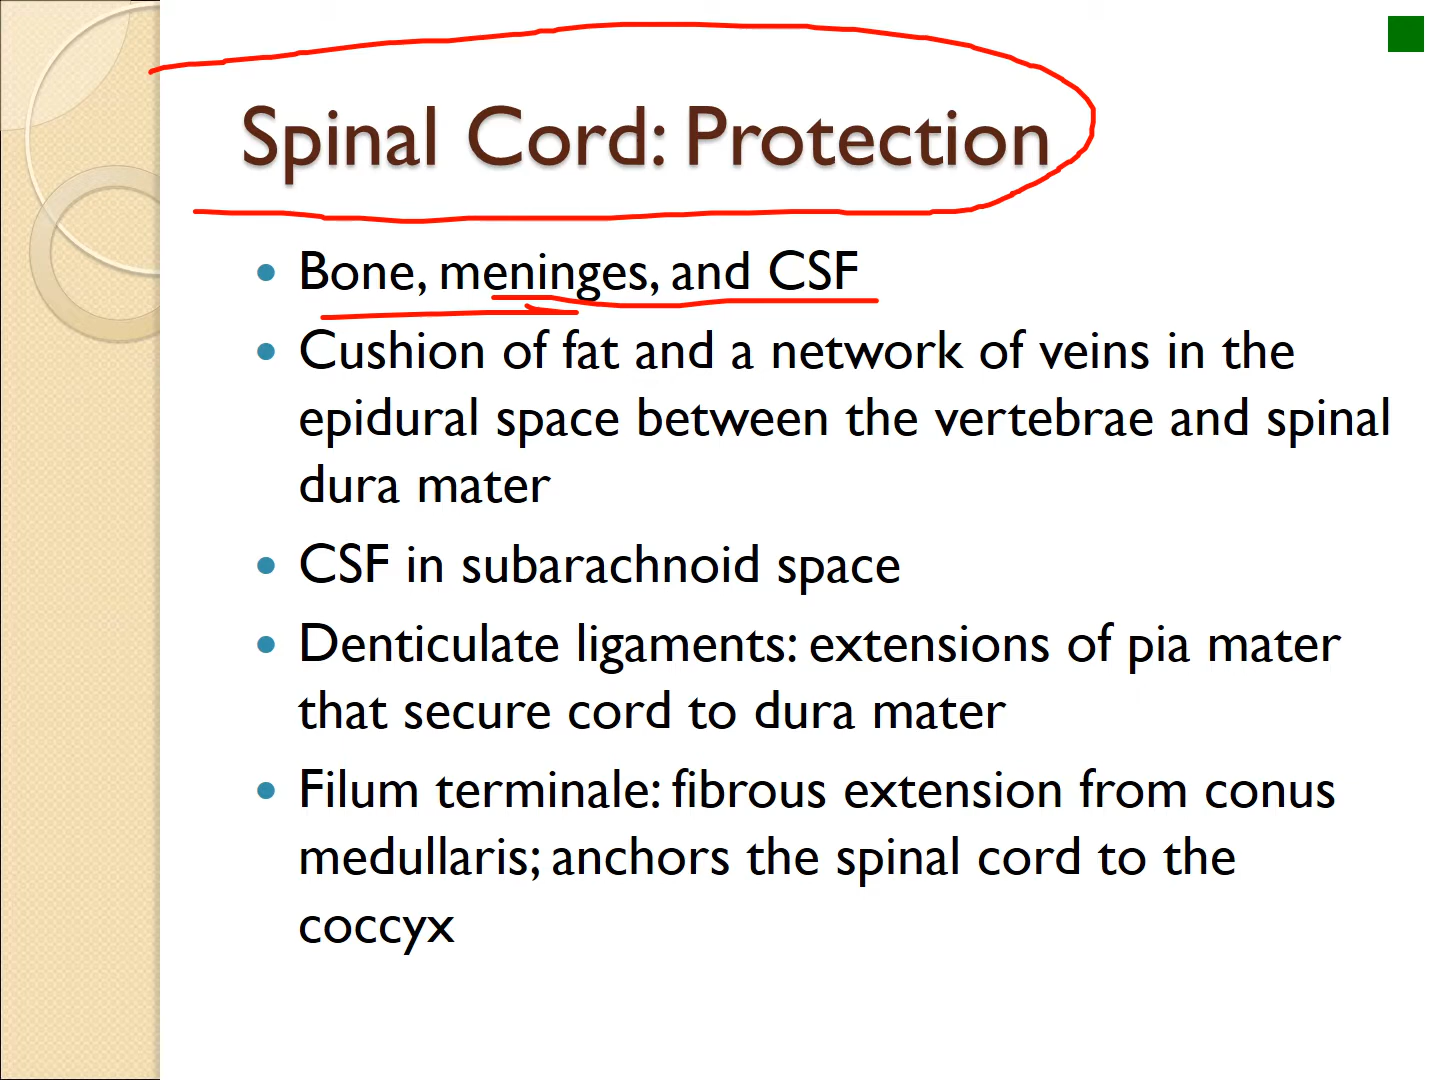 Spinal Cord: Protection
• Bone, meninges, and CSF
• Cushion of fat and a network of veins in the
epidural space between the vertebrae and spinal
dura mater
• CSF in subarachnoid space
• Denticulate ligaments: extensions of pia mater
that secure cord to dura mater
• Filum terminale: fibrous extension from conus
medullaris; anchors the spinal cord to the
coccyx